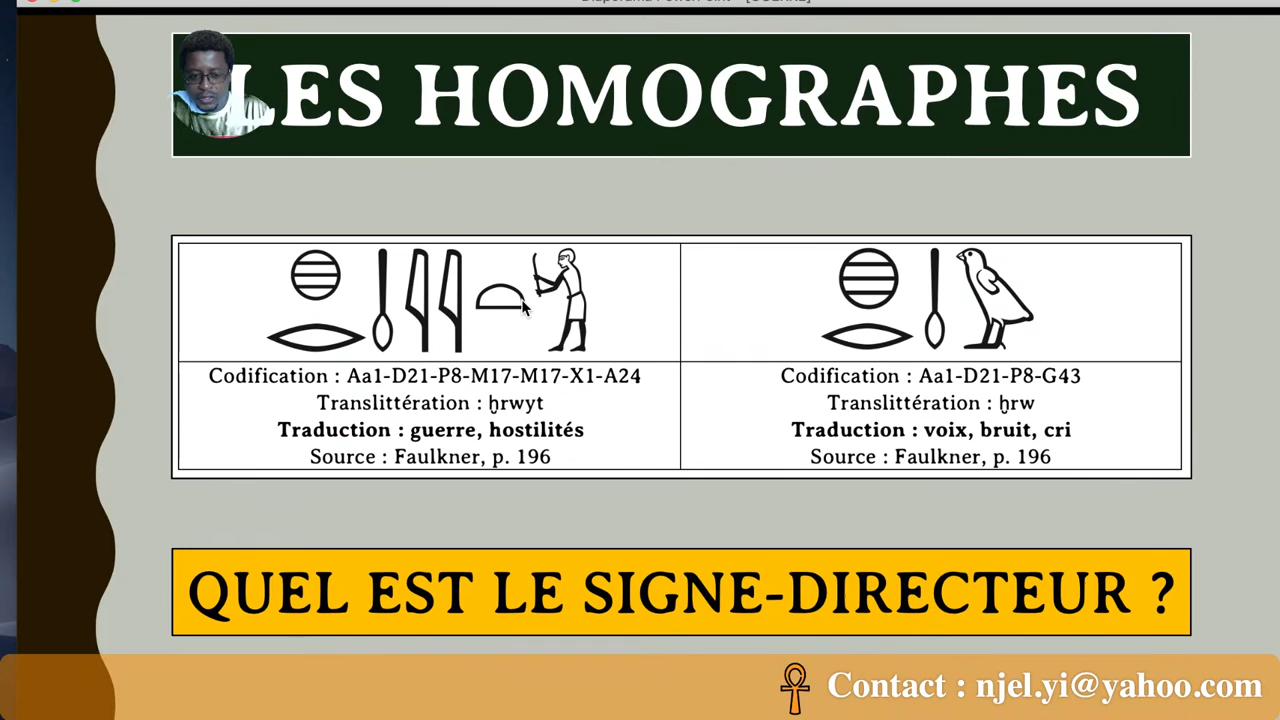 LES HOMOGRAPHES
Codification : Aa1-D21-P8-M17-M17-X1-A24
Translittération : ḫrwyt
Traduction : guerre, hostilités
Source : Faulkner, p. 196
Codification : Aa1-D21-P8-G43
Translittération : ḫrw
Traduction : voix, bruit, cri
Source : Faulkner, p. 196
QUEL EST LE SIGNE-DIRECTEUR ?
Contact : njel.yi@yahoo.com